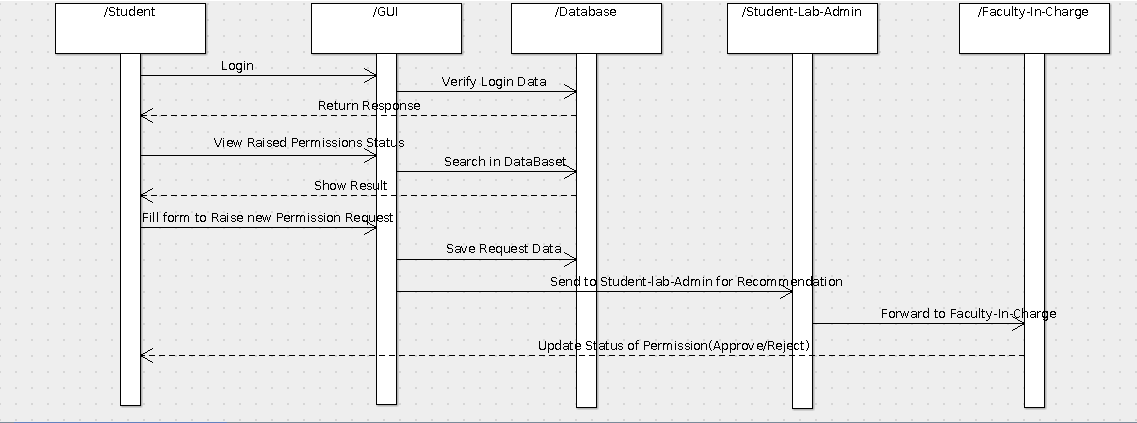 /Student
/GUI
/Database
/Student-Lab-Admin
/Faculty-In-Charge
Login
Verify Login Data
Return Response
View Raised Permissions Status
Search in DataBaset
Show Result
Fill form to Raise new Permission Request
Save Request Data
Send to Student-lab-Admin for Recommendation
Forward to Faculty-In-Charge
Update Status of Permission(Approve/Reject)